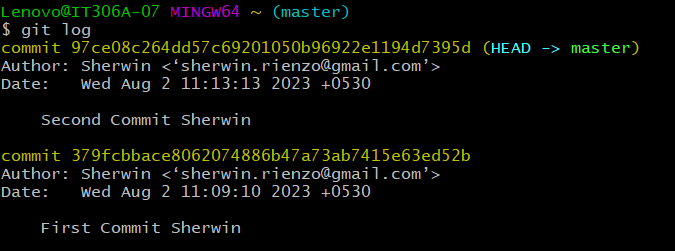 Lenovo@IT306A-07 MINGW64 ~ (master)
$ git log
commit 97ce08c264dd57c69201050b96922e1194d7395d (HEAD -> master)
Author: Sherwin <‘sherwin.rienzo@gmail.com’>
Date:   Wed Aug 2 11:13:13 2023 +0530
    Second Commit Sherwin
commit 379fcbbace8062074886b47a73ab7415e63ed52b
Author: Sherwin <‘sherwin.rienzo@gmail.com’>
Date:   Wed Aug 2 11:09:10 2023 +0530
    First Commit Sherwin